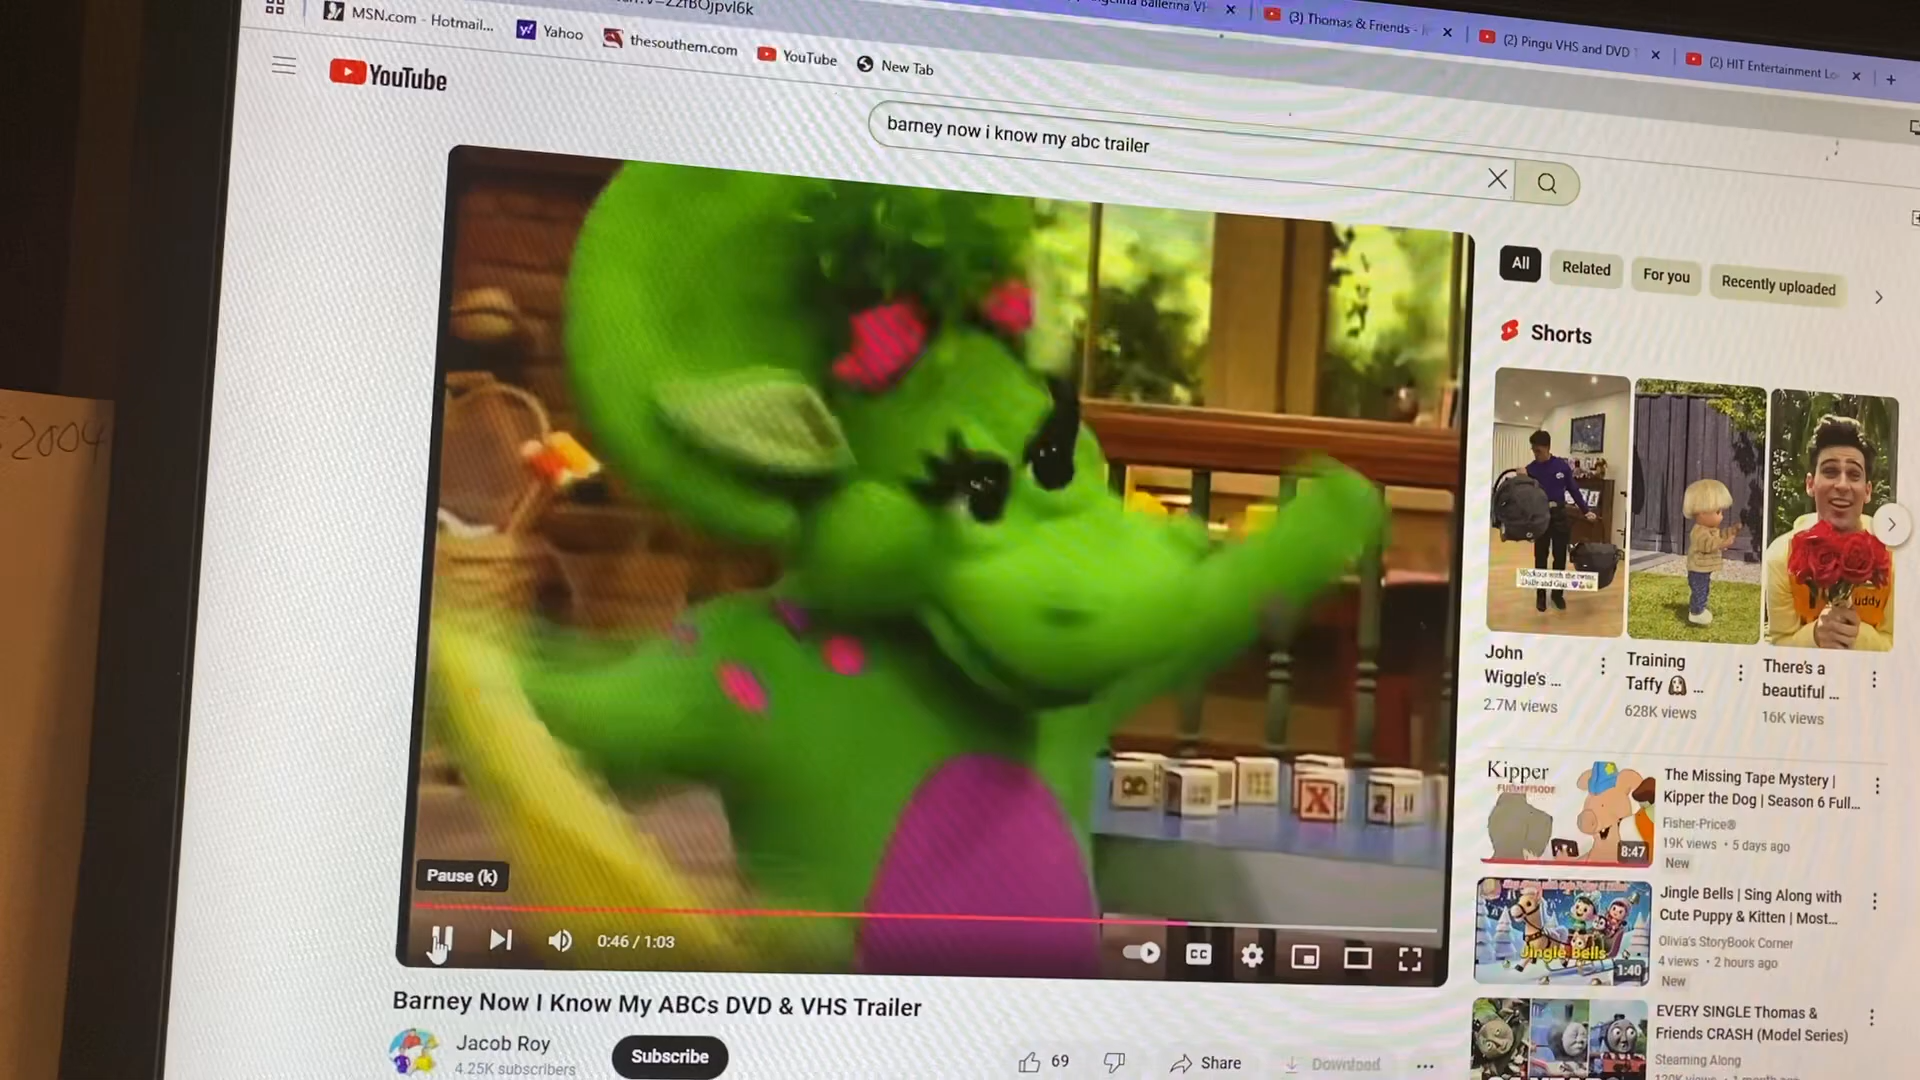 MSN.com - Hotmail...
Yahoo
thesouthern.com
YouTube
New Tab
(3) Thomas & Friends -
(2) Pingu VHS and DVD
(2) HIT Entertainment Lo
YouTube
barney now i know my abc trailer
2004
All
Related
For you
Recently uploaded
Shorts
John
Wiggle's ...
2.7M views
Training
Taffy ...
628K views
There's a
beautiful ...
16K views
Kipper
8:47
The Missing Tape Mystery |
Kipper the Dog | Season 6 Full...
Fisher-Price®
19K views • 5 days ago
New
X
Z
Jingle Bells
1:40
Jingle Bells | Sing Along with
Cute Puppy & Kitten | Most...
Olivia's StoryBook Corner
4 views • 2 hours ago
New
EVERY SINGLE Thomas &
Friends CRASH (Model Series)
Steaming Along
Pause (k)
0:46 / 1:03
CC
Barney Now I Know My ABCs DVD & VHS Trailer
Jacob Roy
4.25K subscribers
Subscribe
69
Share
Download